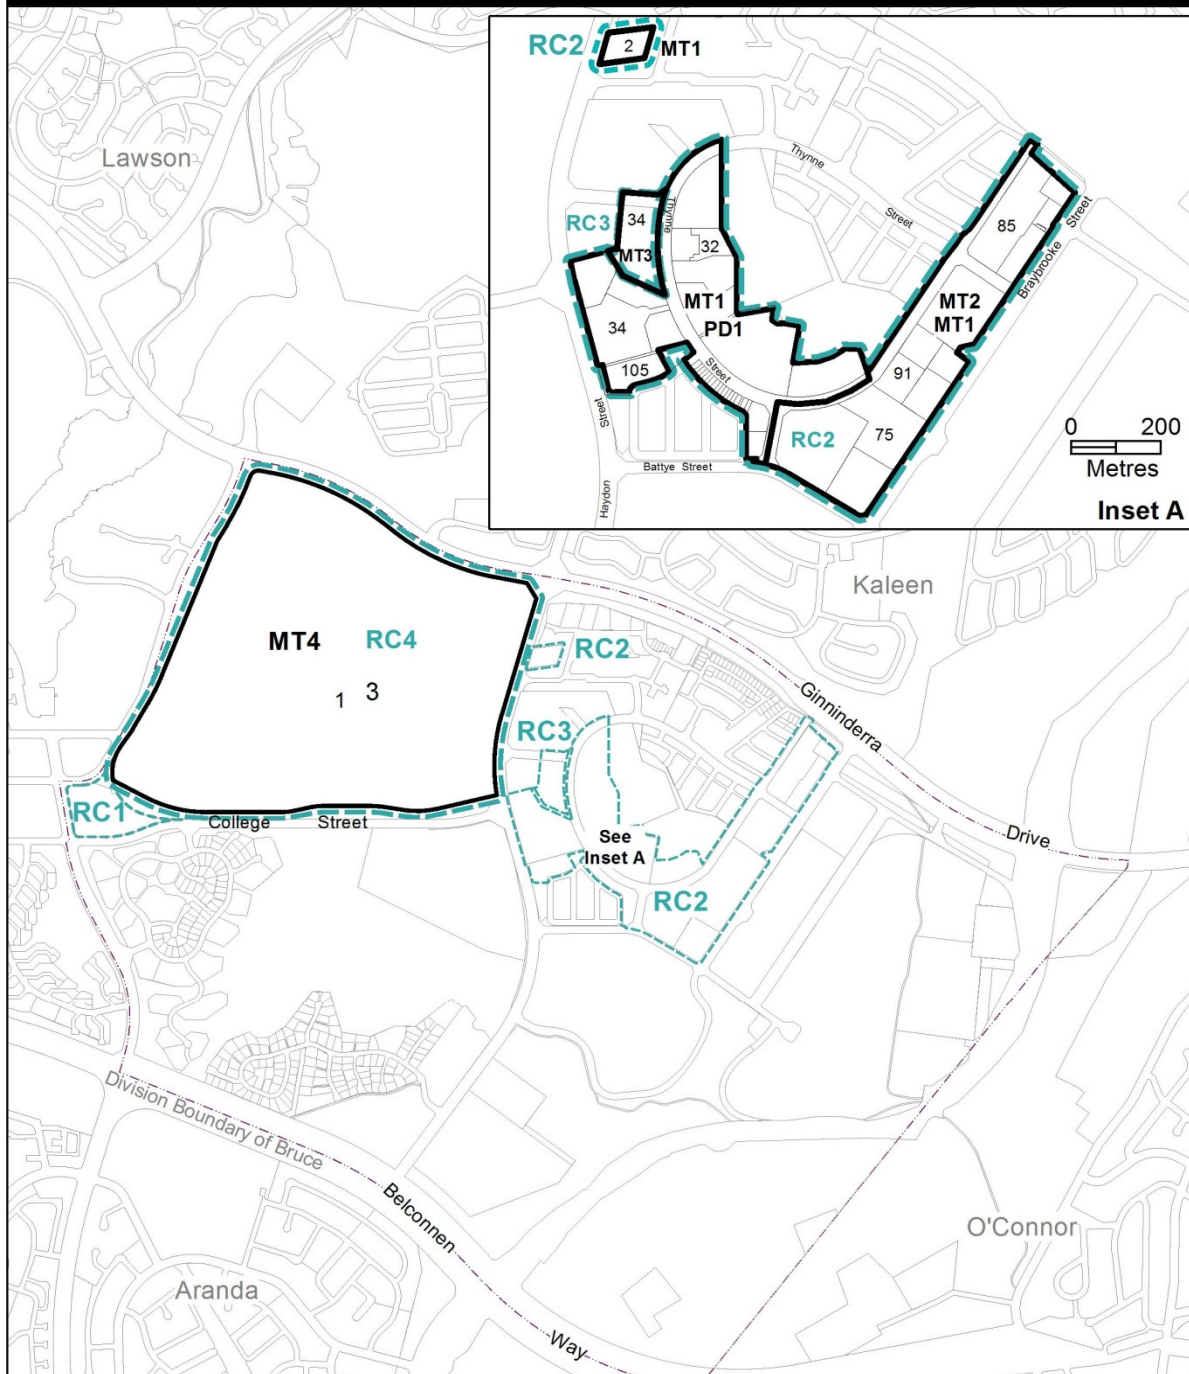 RC2
2
MT1
Lawson
Thynne
Street
RC3
34
MT3
Thynne
32
85
Braybrooke
Street
MT1
PD1
MT2
MT1
34
105
Street
91
RC2
75
0 200
Metres
Street
Battye Street
Haydon
Inset A
Kaleen
MT4
RC4
RC2
1
3
Ginninderra
RC3
RC1
College Street
See
Inset A
Drive
RC2
Division Boundary of Bruce
Belconnen
O'Connor
Aranda
Way